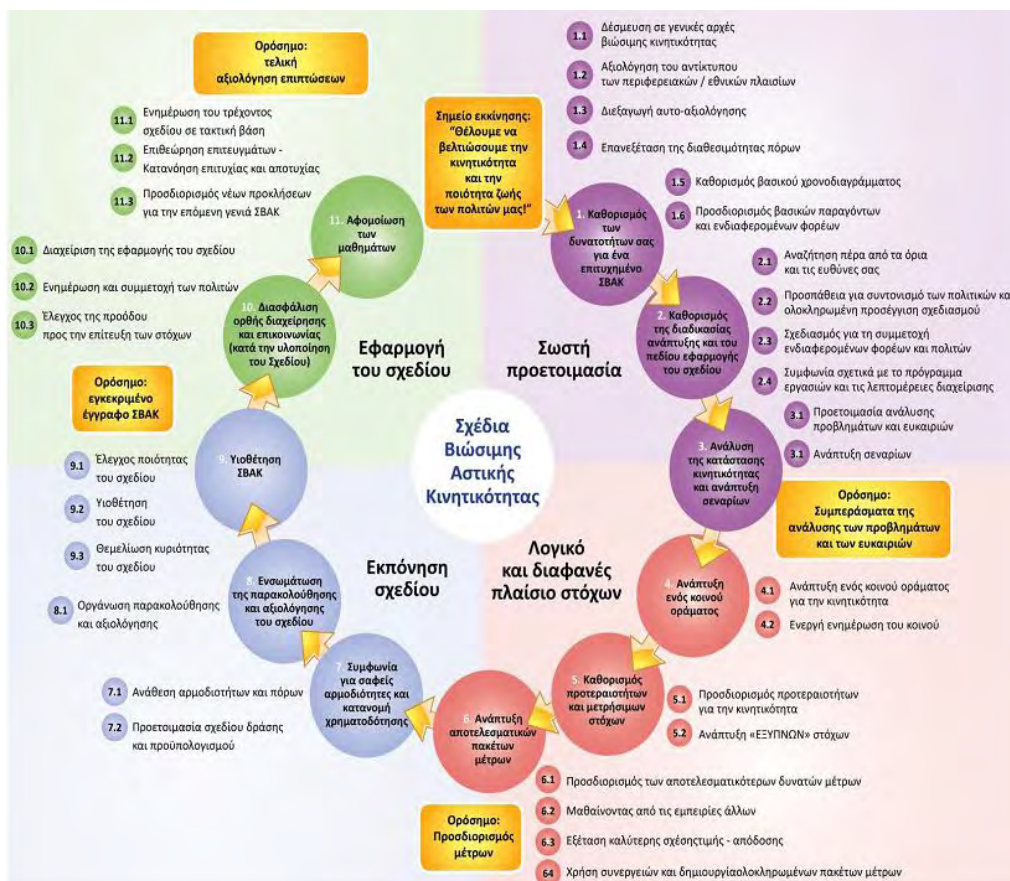 Ορόσημο:
τελική
αξιολόγηση επιπτώσεων
11.1 Ενημέρωση του τρέχοντος
σχεδίου σε τακτική βάση
11.2 Επιθεώρηση επιτευγμάτων -
Κατανόηση επιτυχίας και αποτυχίας
11.3 Προσδιορισμός νέων προκλήσεων
για την επόμενη γενιά ΣΒΑΚ
11. Αφομοίωση
των
μαθημάτων
10.1 Διαχείριση της εφαρμογής του σχεδίου
10.2 Ενημέρωση και συμμετοχή των πολιτών
10.3 Έλεγχος της προόδου
προς την επίτευξη των στόχων
10. Διασφάλιση
ορθής διαχείρησης
και επικοινωνίας
(κατά την υλοποίηση
του Σχεδίου)
Εφαρμογή
του σχεδίου
Σημείο εκκίνησης:
"Θέλουμε να
βελτιώσουμε την
κινητικότητα
και την
ποιότητα ζωής
των πολιτών μας!"
1.1 Δέσμευση σε γενικές αρχές
βιώσιμης κινητικότητας
1.2 Αξιολόγηση του αντίκτυπου
των περιφερειακών / εθνικών πλαισίων
1.3 Διεξαγωγή αυτο-αξιολόγησης
1.4 Επανεξέταση της διαθεσιμότητας πόρων
1.5 Καθορισμός βασικού χρονοδιαγράμματος
1.6 Προσδιορισμός βασικών παραγόντων
και ενδιαφερομένων φορέων
1. Καθορισμός
των
δυνατοτήτων σας
για ένα
επιτυχημένο
ΣΒΑΚ
2.1 Αναζήτηση πέρα από τα όρια
και τις ευθύνες σας
2.2 Προσπάθεια για συντονισμό των πολιτικών κα
ολοκληρωμένη προσέγγιση σχεδιασμού
2.3 Σχεδιασμός για τη συμμετοχή
ενδιαφερομένων φορέων και πολιτών
2.4 Συμφωνία σχετικά με το πρόγραμμα
εργασιών και τις λεπτομέρειες διαχείρισης
2. Καθορισμός
της διαδικασίας
ανάπτυξης και του
πεδίου εφαρμογής
του σχεδίου
Σωστή
προετοιμασία
3.1 Προετοιμασία ανάλυσης
προβλημάτων και ευκαιριών
3.1 Ανάπτυξη σεναρίων
3. Ανάλυση
της κατάστασης
κινητικότητας
και ανάπτυξη
σεναρίων
Ορόσημο:
Συμπεράσματα της
ανάλυσης των προβλημάτων
και των ευκαιριών
Σχέδια
Βιώσιμης
Αστικής
Κινητικότητας
Ορόσημο:
εγκεκριμένο
έγγραφο ΣΒΑΚ
9. Υιοθέτηση
ΣΒΑΚ
9.1 Έλεγχος ποιότητας
του σχεδίου
9.2 Υιοθέτηση
του σχεδίου
9.3 Θεμελίωση κυριότητας
του σχεδίου
8. Ενσωμάτωση
της παρακολούθησης
και αξιολόγησης
του σχεδίου
8.1 Οργάνωση παρακολούθησης
και αξιολόγησης
Εκπόνηση
σχεδίου
Λογικό
και διαφανές
πλαίσιο στόχων
4. Ανάπτυξη
ενός κοινού
οράματος
4.1 Ανάπτυξη ενός κοινού οράματος
για την κινητικότητα
4.2 Ενεργή ενημέρωση του κοινού
7. Συμφωνία
για σαφείς
αρμοδιότητες και
κατανομή
χρηματοδότησης
7.1 Ανάθεση αρμοδιοτήτων και πόρων
7.2 Προετοιμασία σχεδίου δράσης
και προϋπολογισμού
5. Καθορισμός
προτεραιοτήτων
και μετρήσιμων
στόχων
5.1 Προσδιορισμός προτεραιοτήτων
για την κινητικότητα
5.2 Ανάπτυξη «ΕΞΥΠΝΩΝ» στόχων
6. Ανάπτυξη
αποτελεσματικών
πακέτων
μέτρων
6.1 Προσδιορισμός των αποτελεσματικότερων δυνατών μέτρων
6.2 Μαθαίνοντας από τις εμπειρίες άλλων
6.3 Εξέταση καλύτερης σχέσηςτιμής - απόδοσης
64 Χρήση συνεργειών και δημιουργίαολοκληρωμένων πακέτων μέτρων
Ορόσημο:
Προσδιορισμός
μέτρων